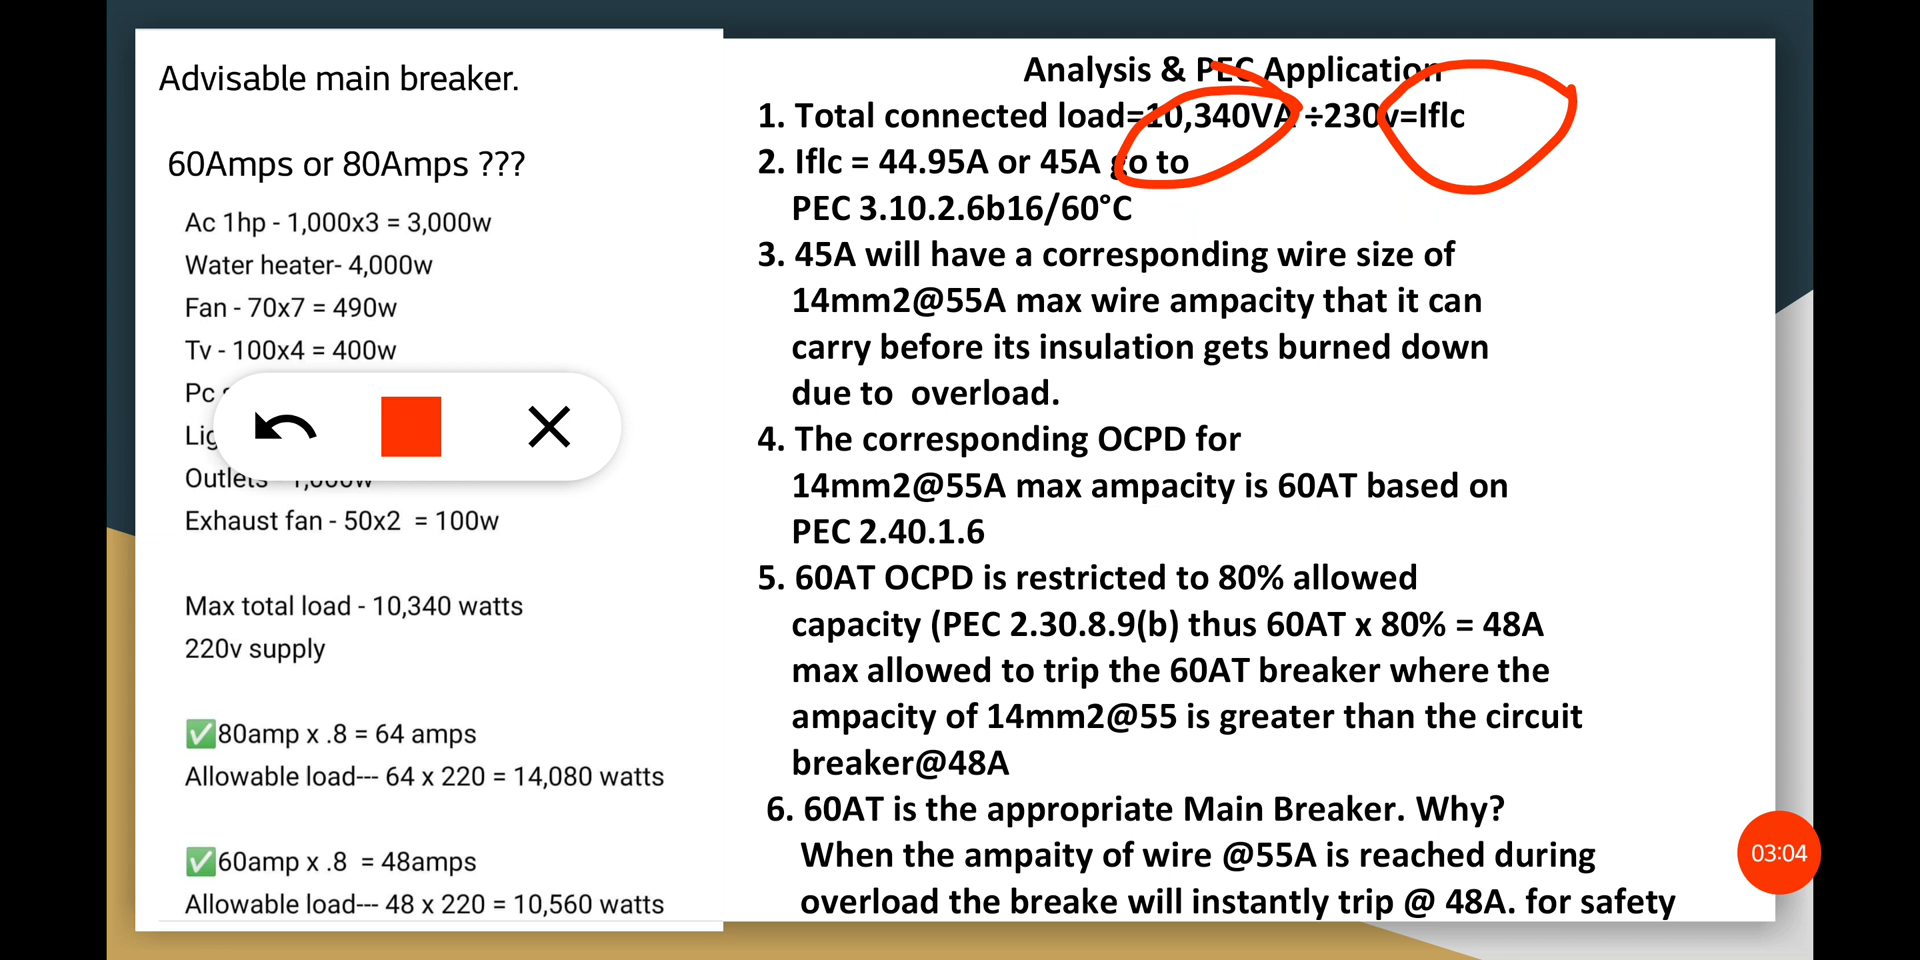 Advisable main breaker.
60Amps or 80Amps ???
Ac 1hp - 1,000x3 = 3,000w
Water heater- 4,000w
Fan - 70x7 = 490w
Tv - 100x4 = 400w
Pc
Outlets
Exhaust fan - 50x2 = 100w
Max total load - 10,340 watts
220v supply
✅80amp x .8 = 64 amps
Allowable load--- 64 x 220 = 14,080 watts
✅60amp x .8 = 48amps
Allowable load--- 48 x 220 = 10,560 watts
Analysis & PEC Application
1. Total connected load=10,340VA ÷230v=Iflc
2. Iflc = 44.95A or 45A go to
PEC 3.10.2.6b16/60°C
3. 45A will have a corresponding wire size of
14mm2@55A max wire ampacity that it can
carry before its insulation gets burned down
due to overload.
4. The corresponding OCPD for
14mm2@55A max ampacity is 60AT based on
PEC 2.40.1.6
5. 60AT OCPD is restricted to 80% allowed
capacity (PEC 2.30.8.9(b) thus 60AT x 80% = 48A
max allowed to trip the 60AT breaker where the
ampacity of 14mm2@55 is greater than the circuit
breaker@48A
6. 60AT is the appropriate Main Breaker. Why?
When the ampaity of wire @55A is reached during
overload the breake will instantly trip @ 48A. for safety
03:04